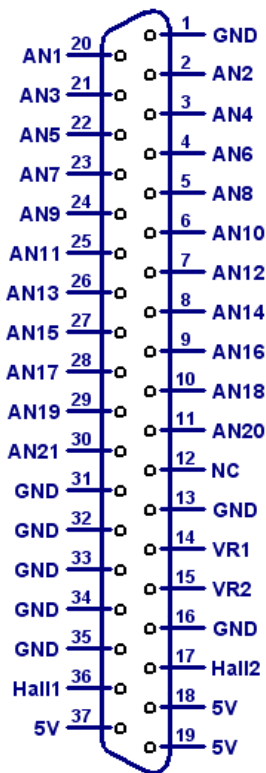 1 GND
20 AN1
2 AN2
21 AN3
3 AN4
22 AN5
4 AN6
23 AN7
5 AN8
24 AN9
6 AN10
25 AN11
7 AN12
26 AN13
8 AN14
27 AN15
9 AN16
28 AN17
10 AN18
29 AN19
11 AN20
30 AN21
12 NC
31 GND
13 GND
32 GND
14 VR1
33 GND
15 VR2
34 GND
16 GND
35 GND
17 Hall2
36 Hall1
18 5V
37 5V
19 5V